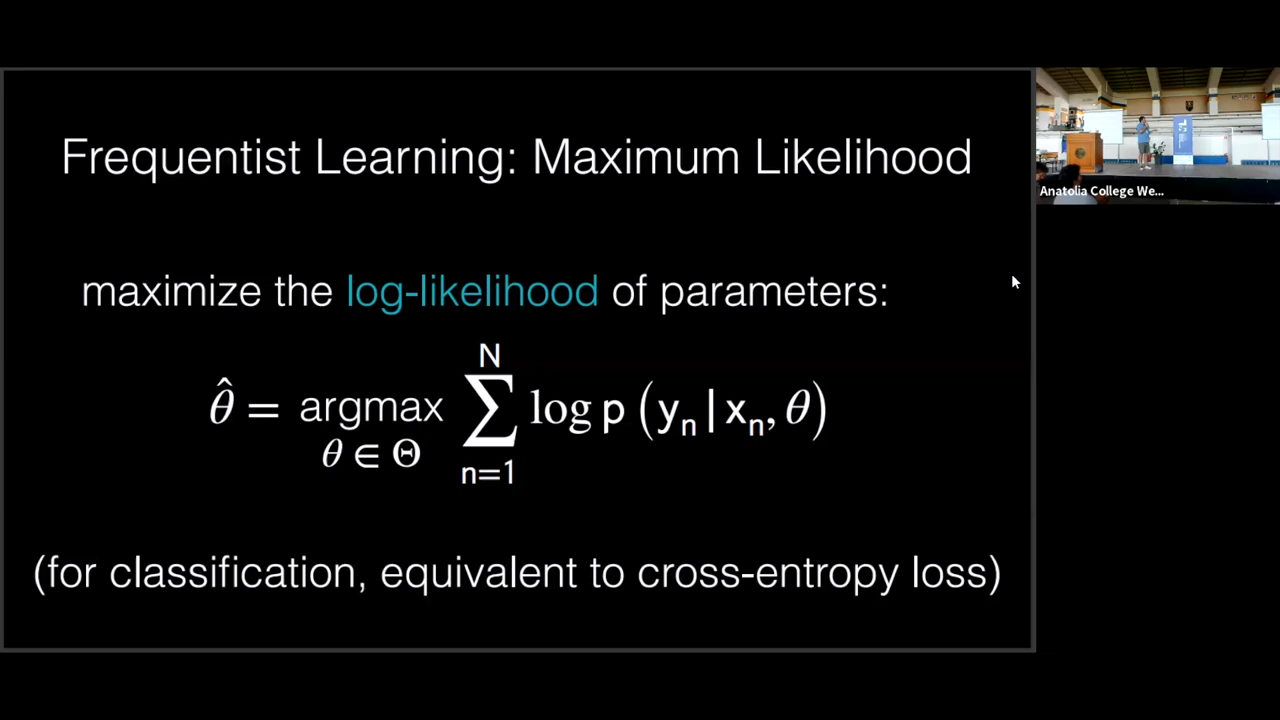 Frequentist Learning: Maximum Likelihood
maximize the log-likelihood of parameters:
N
θ̂ = argmax ∑ log p (yₙ | xₙ, θ)
θ ∈ Θ
n=1
(for classification, equivalent to cross-entropy loss)
Anatolia College We...